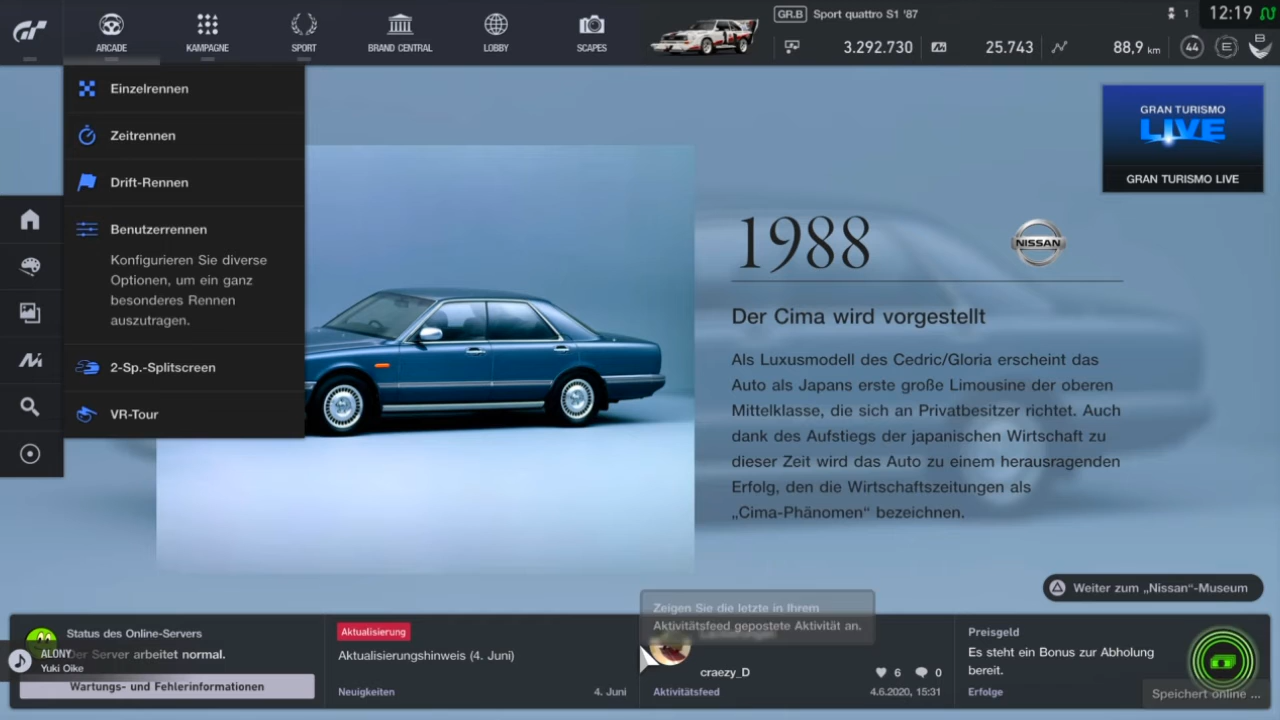 GT
ARCADE
KAMPAGNE
SPORT
BRAND CENTRAL
LOBBY
SCAPES
GR.B Sport quattro S1 '87
1
12:19
3.292.730
25.743
88,9 km
44
E
B
Einzelrennen
Zeitrennen
Drift-Rennen
Benutzerrennen
Konfigurieren Sie diverse
Optionen, um ein ganz
besonderes Rennen
auszutragen.
2-Sp.-Splitscreen
VR-Tour
GRAN TURISMO
LIVE
GRAN TURISMO LIVE
1988
NISSAN
Der Cima wird vorgestellt
Als Luxusmodell des Cedric/Gloria erscheint das
Auto als Japans erste große Limousine der oberen
Mittelklasse, die sich an Privatbesitzer richtet. Auch
dank des Aufstiegs der japanischen Wirtschaft zu
dieser Zeit wird das Auto zu einem herausragenden
Erfolg, den die Wirtschaftszeitungen als
„Cima-Phänomen“ bezeichnen.
Weiter zum „Nissan“-Museum
Status des Online-Servers
Der Server arbeitet normal.
ALONY
Yuki Oike
Wartungs- und Fehlerinformationen
Aktualisierung
Aktualisierungshinweis (4. Juni)
Neuigkeiten
4. Juni
Zeigen Sie die letzte in Ihrem
Aktivitätsfeed gepostete Aktivität an.
craezy_D
6
0
Aktivitätsfeed
4.6.2020, 15:31
Preisgeld
Es steht ein Bonus zur Abholung
bereit.
Erfolge
Speichert online ...